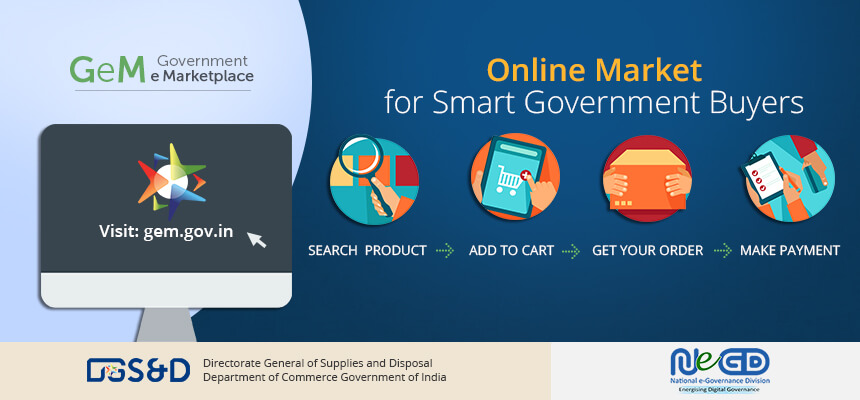 GeM Government
e Marketplace
Online Market
for Smart Government Buyers
Visit: gem.gov.in
SEARCH PRODUCT
ADD TO CART
GET YOUR ORDER
MAKE PAYMENT
DGS&D
Directorate General of Supplies and Disposal
Department of Commerce Government of India
NeGD
National e-Governance Division
Energising Digital Governance